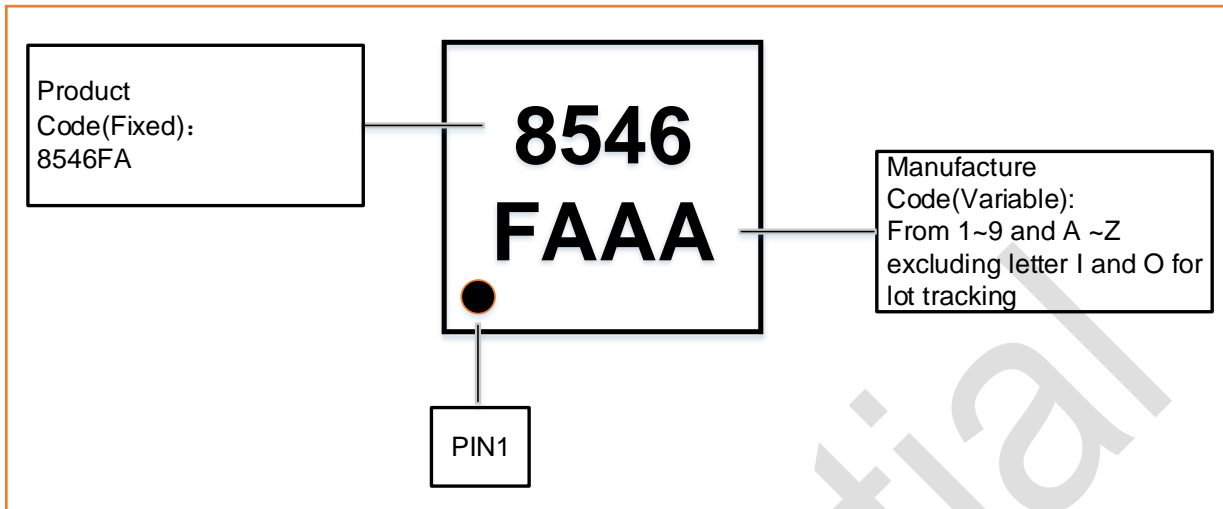 Product
Code(Fixed)：
8546FA
8546
FAAA
Manufacture
Code(Variable):
From 1~9 and A ~Z
excluding letter I and O for
lot tracking
PIN1
tial